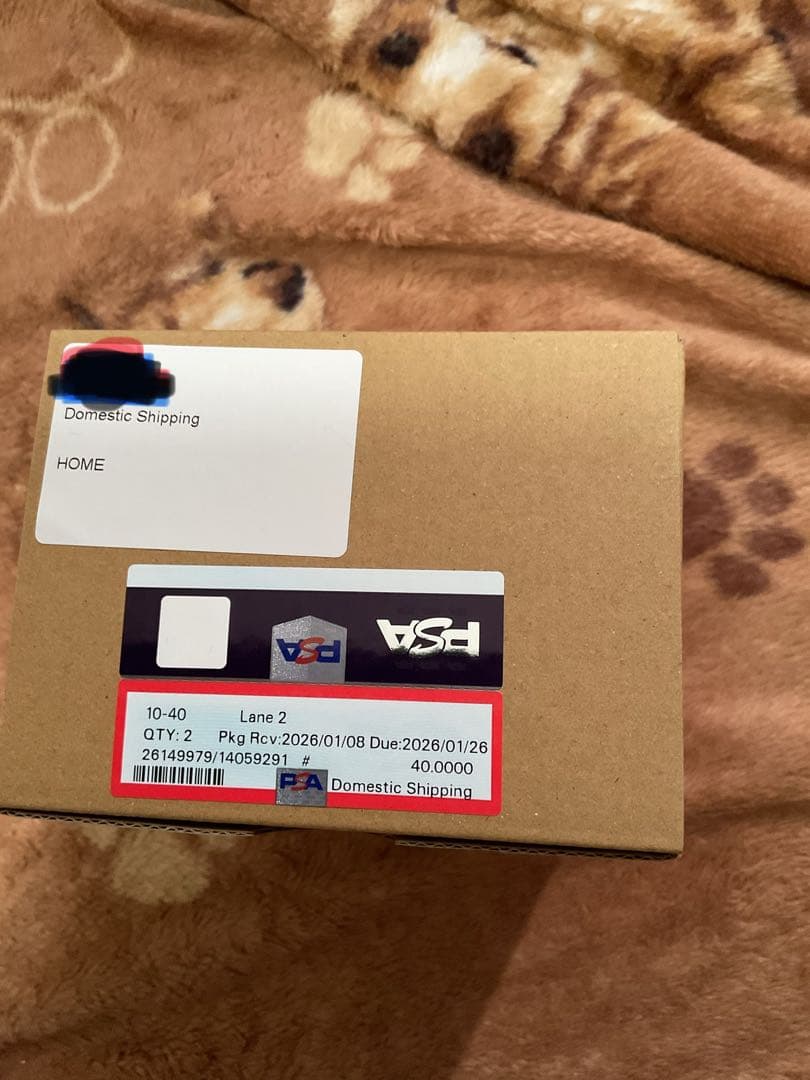 Domestic Shipping
HOME
PSA PSA
10-40 Lane 2
QTY: 2 Pkg Rcv:2026/01/08 Due:2026/01/26
26149979/14059291 # 40.0000
PSA Domestic Shipping